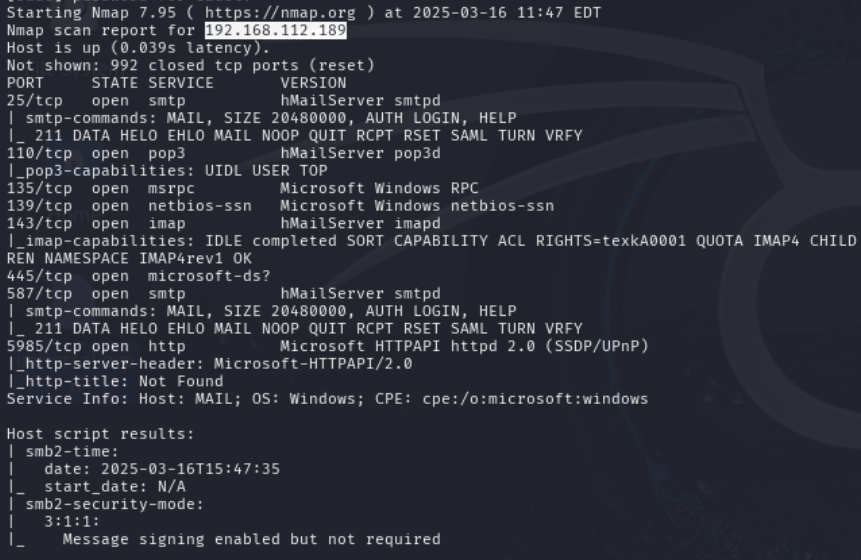 Starting Nmap 7.95 ( https://nmap.org ) at 2025-03-16 11:47 EDT
Nmap scan report for 192.168.112.189
Host is up (0.039s latency).
Not shown: 992 closed tcp ports (reset)
PORT     STATE SERVICE       VERSION
25/tcp   open  smtp          hMailServer smtpd
| smtp-commands: MAIL, SIZE 20480000, AUTH LOGIN, HELP
|_ 211 DATA HELO EHLO MAIL NOOP QUIT RCPT RSET SAML TURN VRFY
110/tcp  open  pop3          hMailServer pop3d
|_pop3-capabilities: UIDL USER TOP
135/tcp  open  msrpc         Microsoft Windows RPC
139/tcp  open  netbios-ssn   Microsoft Windows netbios-ssn
143/tcp  open  imap          hMailServer imapd
|_imap-capabilities: IDLE completed SORT CAPABILITY ACL RIGHTS=texkA0001 QUOTA IMAP4 CHILD
REN NAMESPACE IMAP4rev1 OK
445/tcp  open  microsoft-ds?
587/tcp  open  smtp          hMailServer smtpd
| smtp-commands: MAIL, SIZE 20480000, AUTH LOGIN, HELP
|_ 211 DATA HELO EHLO MAIL NOOP QUIT RCPT RSET SAML TURN VRFY
5985/tcp open  http          Microsoft HTTPAPI httpd 2.0 (SSDP/UPnP)
|_http-server-header: Microsoft-HTTPAPI/2.0
|_http-title: Not Found
Service Info: Host: MAIL; OS: Windows; CPE: cpe:/o:microsoft:windows
Host script results:
| smb2-time:
|   date: 2025-03-16T15:47:35
|_  start_date: N/A
| smb2-security-mode:
|   3:1:1:
|_    Message signing enabled but not required